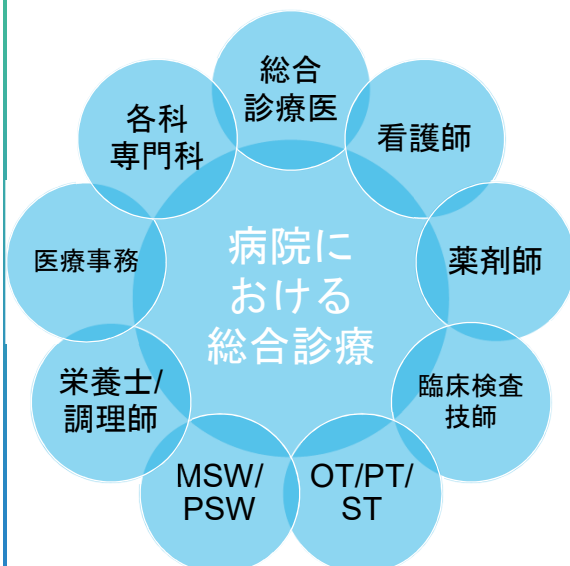 総合
診療医
看護師
薬剤師
臨床検査
技師
OT/PT/
ST
MSW/
PSW
栄養士/
調理師
医療事務
各科
専門科
病院に
おける
総合診療